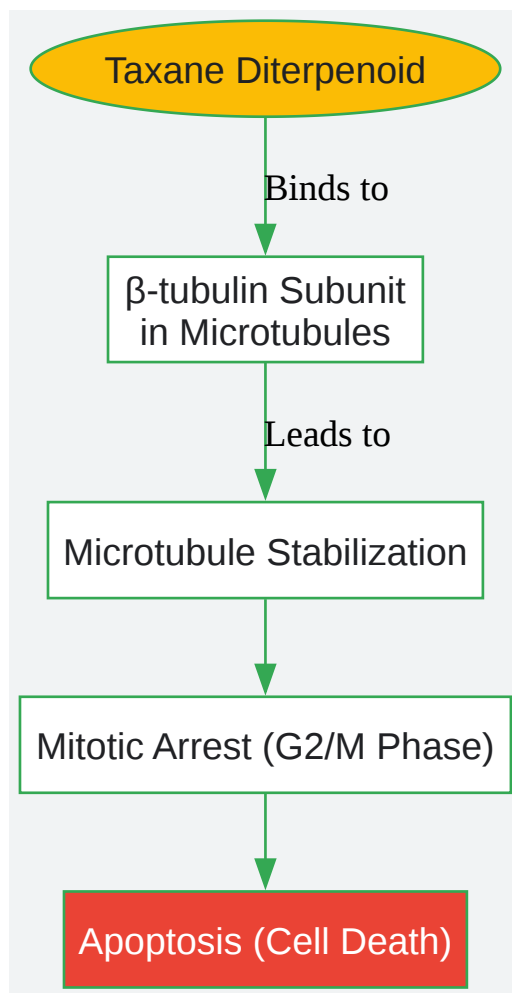 Taxane Diterpenoid
Binds to
β-tubulin Subunit
in Microtubules
Leads to
Microtubule Stabilization
Mitotic Arrest (G2/M Phase)
Apoptosis (Cell Death)